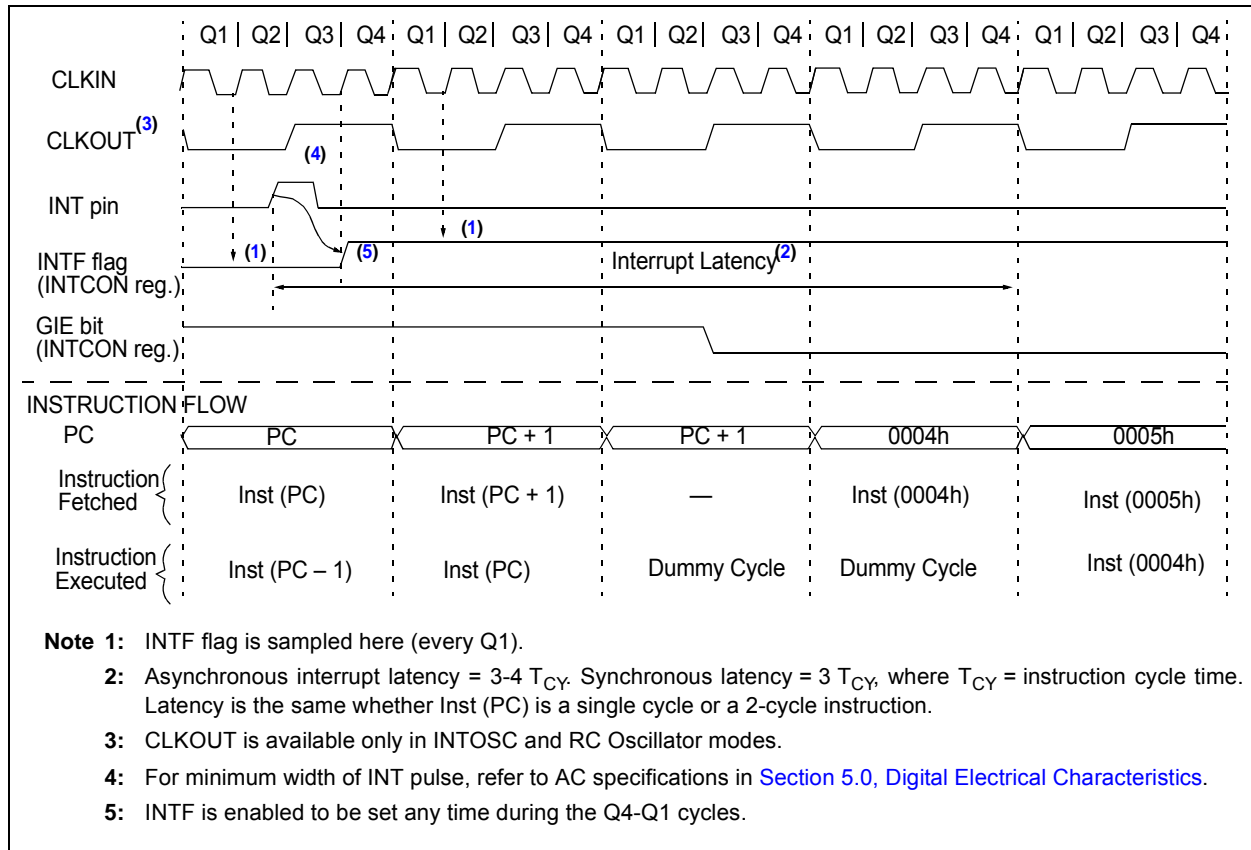 Q1 | Q2 | Q3 | Q4 Q1 | Q2 | Q3 | Q4 Q1 | Q2 | Q3 | Q4 Q1 | Q2 | Q3 | Q4 Q1 | Q2 | Q3 | Q4
CLKIN
CLKOUT(3)
(4)
INT pin
(1)
(1) (5)
INTF flag
(INTCON reg.)
Interrupt Latency(2)
GIE bit
(INTCON reg.)
INSTRUCTION FLOW
PC PC PC + 1 PC + 1 0004h 0005h
Instruction
Fetched
Inst (PC) Inst (PC + 1) — Inst (0004h) Inst (0005h)
Instruction
Executed
Inst (PC – 1) Inst (PC) Dummy Cycle Dummy Cycle Inst (0004h)
Note 1: INTF flag is sampled here (every Q1).
2: Asynchronous interrupt latency = 3-4 TCY. Synchronous latency = 3 TCY, where TCY = instruction cycle time.
Latency is the same whether Inst (PC) is a single cycle or a 2-cycle instruction.
3: CLKOUT is available only in INTOSC and RC Oscillator modes.
4: For minimum width of INT pulse, refer to AC specifications in Section 5.0, Digital Electrical Characteristics.
5: INTF is enabled to be set any time during the Q4-Q1 cycles.